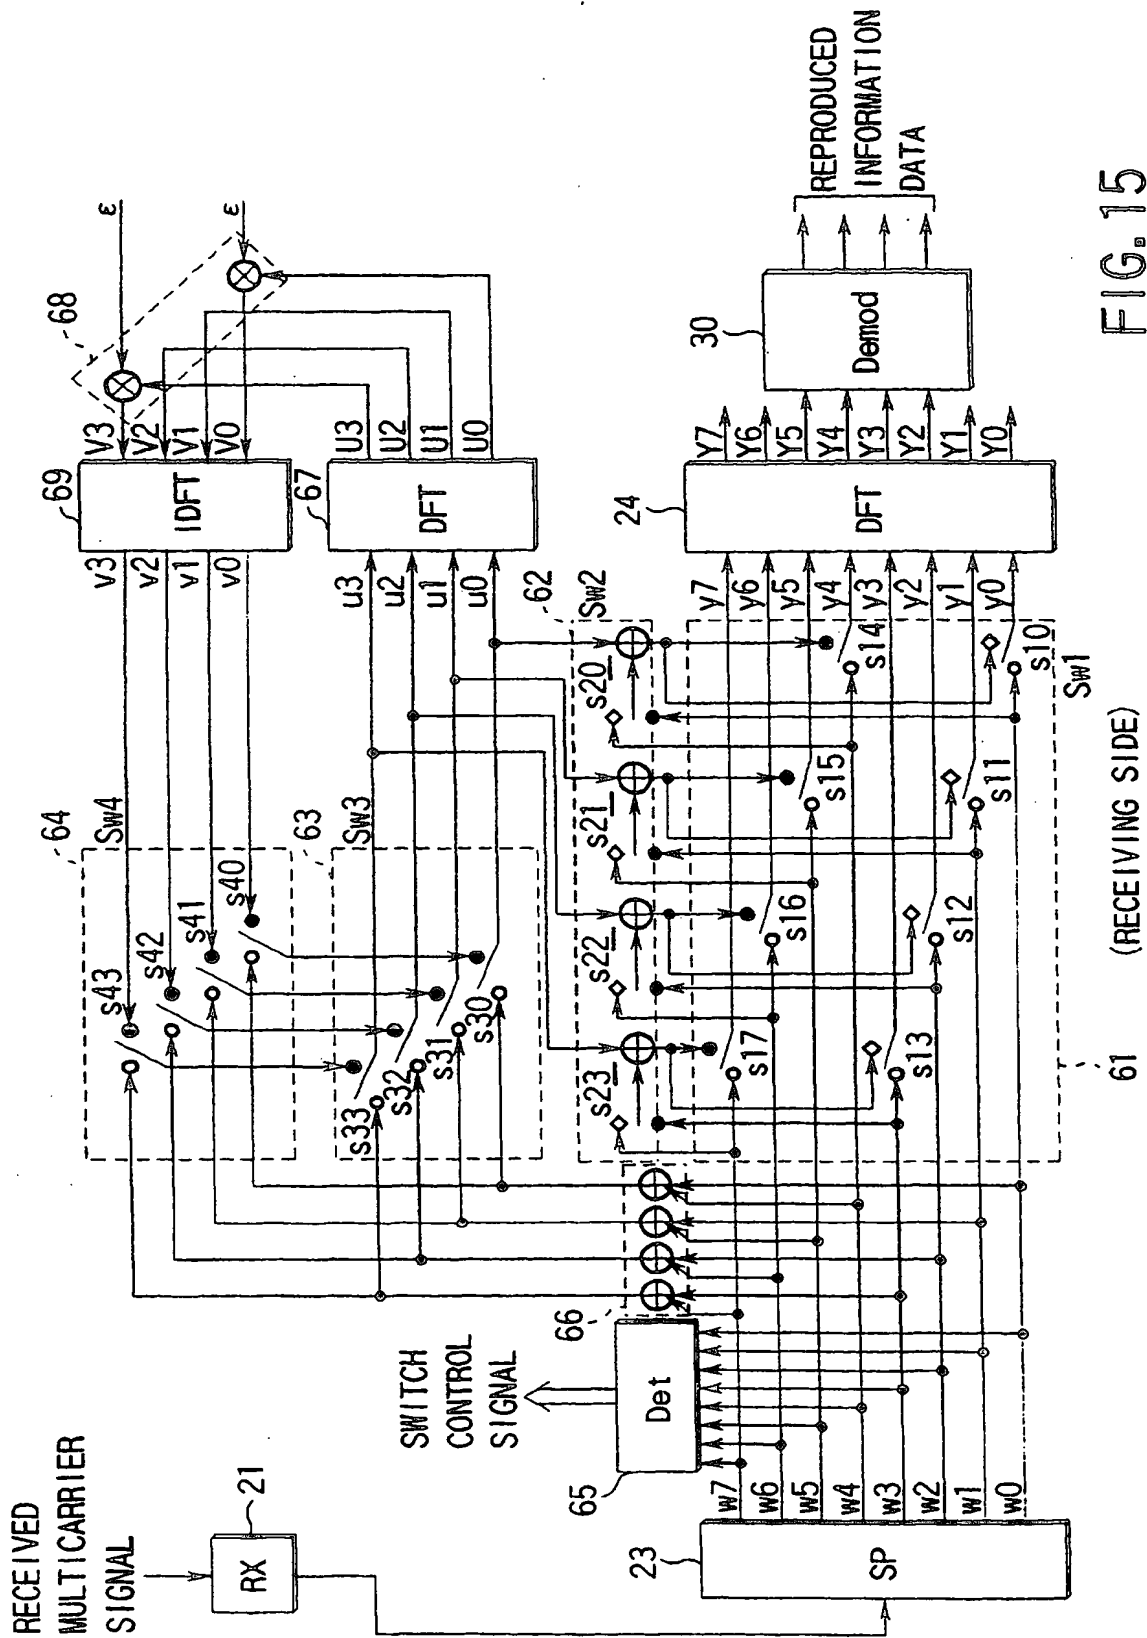 RECEIVED
MULTICARRIER
SIGNAL
RX
21
SWITCH
CONTROL
SIGNAL
Det
65
66
23
SP
w7
w6
w5
w4
w3
w2
w1
w0
64
Sw4
s43
s42
s41
s40
63
Sw3
s33
s32
s31
s30
62
Sw2
s23
s22
s21
s20
s17
s16
s15
s14
s13
s12
s11
s10
Sw1
61
69
IDFT
v3
v2
v1
v0
V3
V2
V1
V0
68
ε
ε
67
DFT
u3
u2
u1
u0
U3
U2
U1
U0
24
DFT
y7
y6
y5
y4
y3
y2
y1
y0
Y7
Y6
Y5
Y4
Y3
Y2
Y1
Y0
30
Demod
REPRODUCED
INFORMATION
DATA
(RECEIVING SIDE)
FIG.15